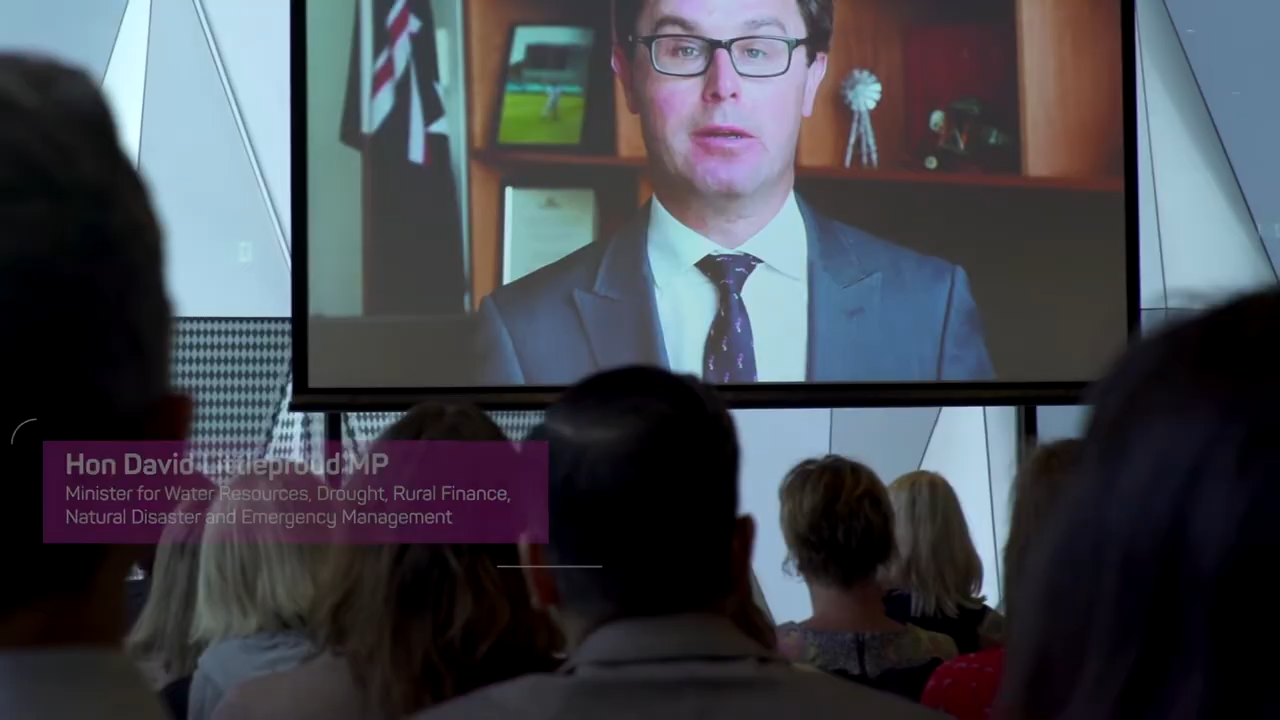 Hon David Littleproud MP
Minister for Water Resources, Drought, Rural Finance,
Natural Disaster and Emergency Management